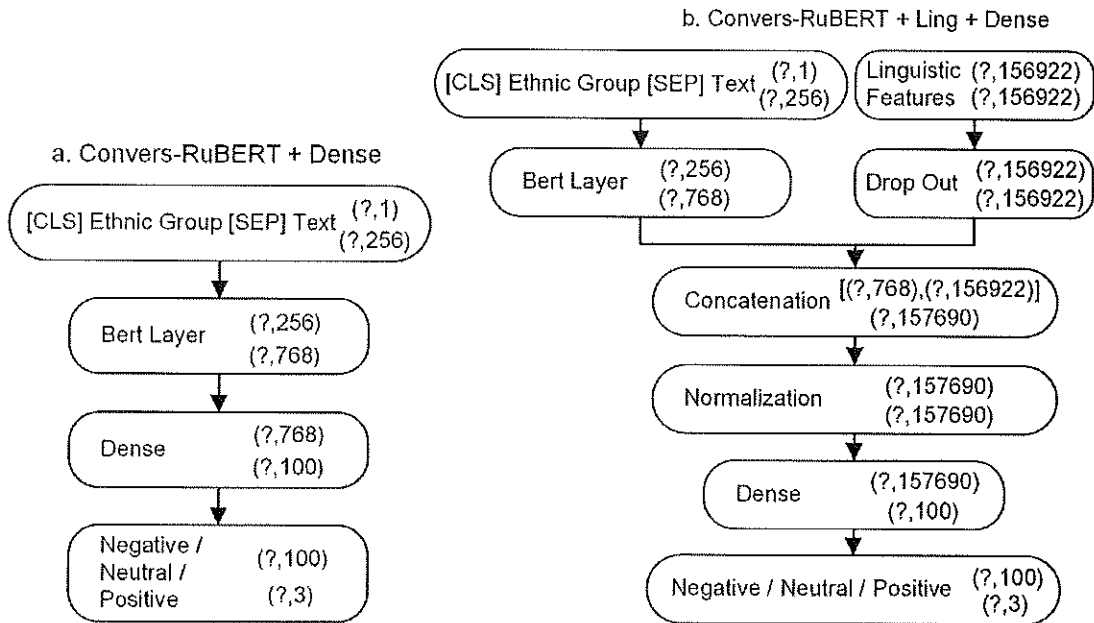 a. Convers-RuBERT + Dense
[CLS] Ethnic Group [SEP] Text (?,1)
(?,256)
Bert Layer (?,256)
(?,768)
Dense (?,768)
(?,100)
Negative /
Neutral /
Positive
(?,100)
(?,3)
b. Convers-RuBERT + Ling + Dense
[CLS] Ethnic Group [SEP] Text (?,1)
(?,256)
Linguistic (?,156922)
Features (?,156922)
Bert Layer (?,256)
(?,768)
Drop Out (?,156922)
(?,156922)
Concatenation [(?,768),(?,156922)]
(?,157690)
Normalization (?,157690)
(?,157690)
Dense (?,157690)
(?,100)
Negative / Neutral / Positive (?,100)
(?,3)